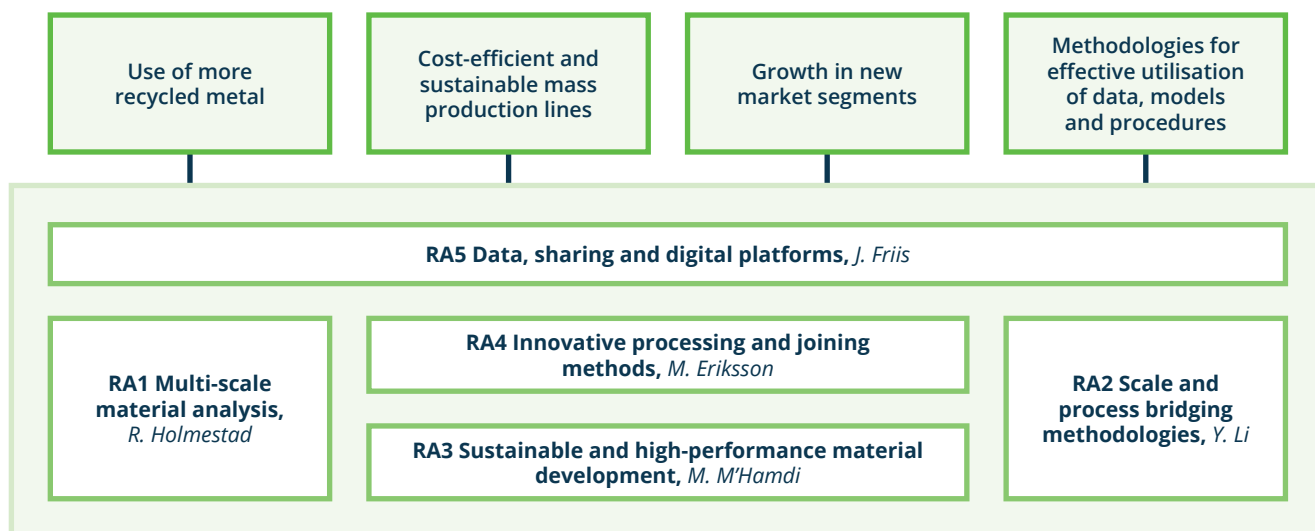 Use of more
recycled metal
Cost-efficient and
sustainable mass
production lines
Growth in new
market segments
Methodologies for
effective utilisation
of data, models
and procedures
RA5 Data, sharing and digital platforms, J. Friis
RA1 Multi-scale
material analysis,
R. Holmestad
RA4 Innovative processing and joining
methods, M. Eriksson
RA3 Sustainable and high-performance material
development, M. M'Hamdi
RA2 Scale and
process bridging
methodologies, Y. Li